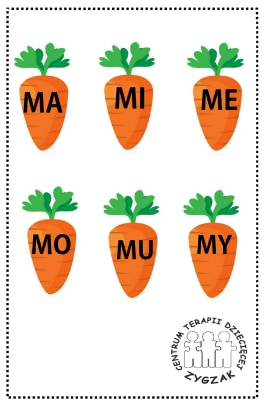 MA MI ME
MO MU MY
CENTRUM TERAPII DZIECIĘCEJ
ZYGZAK